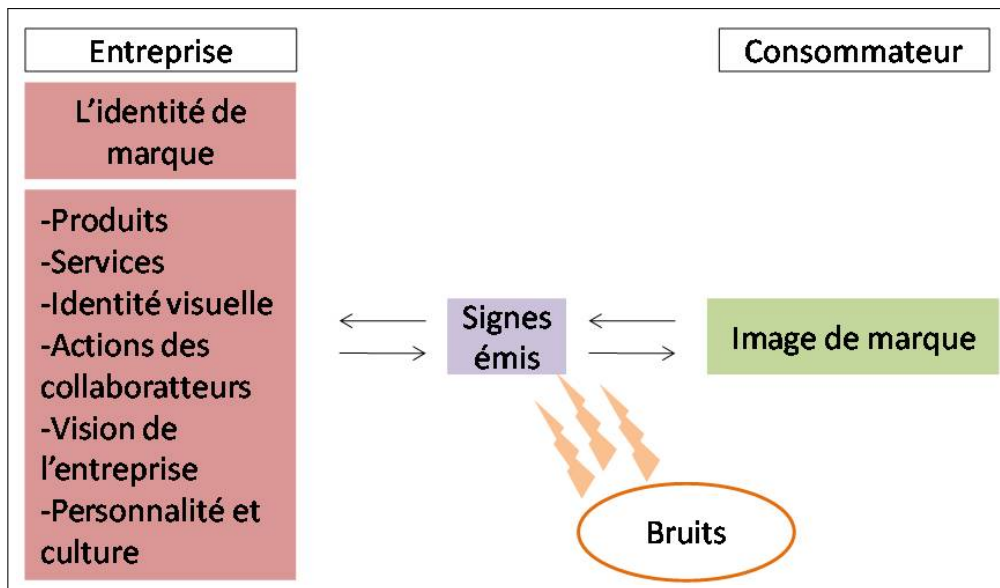 Entreprise
Consommateur
L'identité de
marque
-Produits
-Services
-Identité visuelle
-Actions des
collaboratteurs
-Vision de
l'entreprise
-Personnalité et
culture
Signes
émis
Image de marque
Bruits